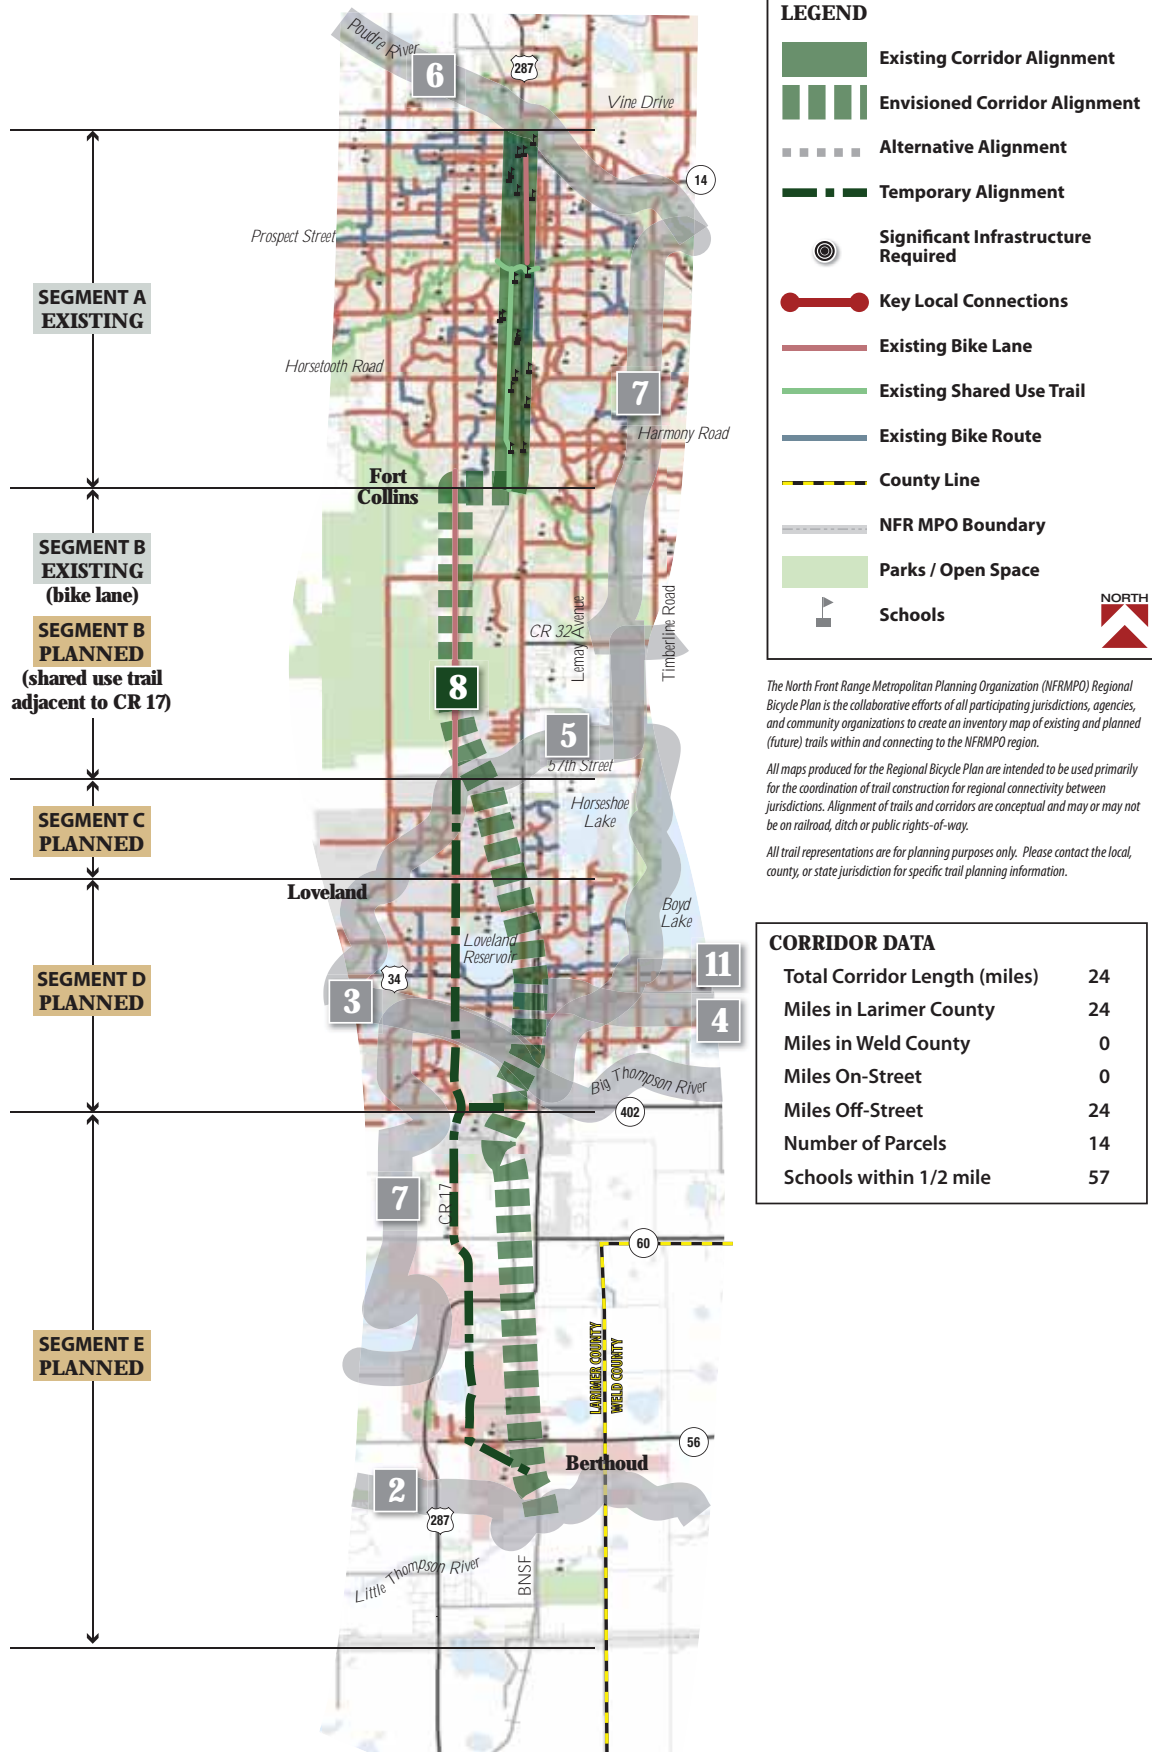 Poudre River
6
287
Vine Drive
14
Prospect Street
SEGMENT A
EXISTING
Horsetooth Road
7
Harmony Road
Fort
Collins
SEGMENT B
EXISTING
(bike lane)
SEGMENT B
PLANNED
(shared use trail
adjacent to CR 17)
CR 32
Lemay Avenue
Timberline Road
8
5
57th Street
Horseshoe
Lake
SEGMENT C
PLANNED
Loveland
Boyd
Lake
Loveland
Reservoir
SEGMENT D
PLANNED
34
3
11
4
Big Thompson River
402
7
CR 17
60
SEGMENT E
PLANNED
LARIMER COUNTY
WELD COUNTY
56
Berthoud
2
287
Little Thompson River
BNSF
LEGEND
Existing Corridor Alignment
Envisioned Corridor Alignment
Alternative Alignment
Temporary Alignment
Significant Infrastructure
Required
Key Local Connections
Existing Bike Lane
Existing Shared Use Trail
Existing Bike Route
County Line
NFR MPO Boundary
Parks / Open Space
Schools
NORTH
The North Front Range Metropolitan Planning Organization (NFRMPO) Regional
Bicycle Plan is the collaborative efforts of all participating jurisdictions, agencies,
and community organizations to create an inventory map of existing and planned
(future) trails within and connecting to the NFRMPO region.
All maps produced for the Regional Bicycle Plan are intended to be used primarily
for the coordination of trail construction for regional connectivity between
jurisdictions. Alignment of trails and corridors are conceptual and may or may not
be on railroad, ditch or public rights-of-way.
All trail representations are for planning purposes only. Please contact the local,
county, or state jurisdiction for specific trail planning information.
CORRIDOR DATA
Total Corridor Length (miles) 24
Miles in Larimer County 24
Miles in Weld County 0
Miles On-Street 0
Miles Off-Street 24
Number of Parcels 14
Schools within 1/2 mile 57